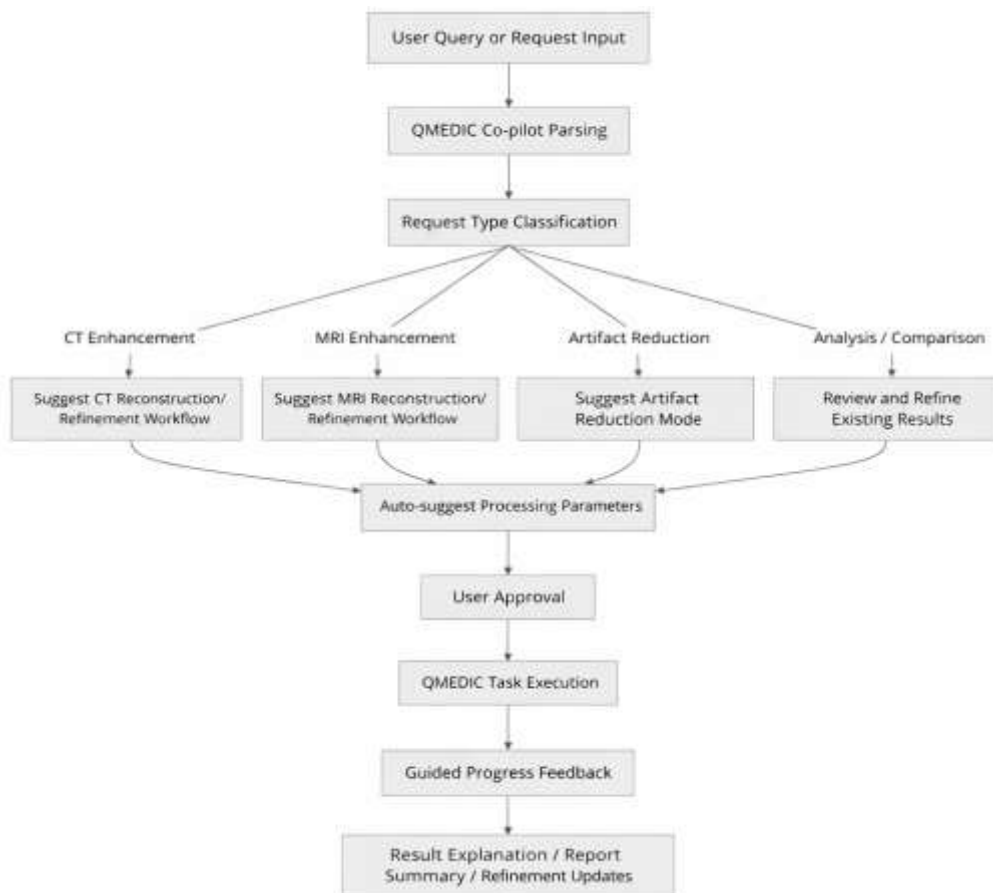 User Query or Request Input
QMEDIC Co-pilot Parsing
Request Type Classification
CT Enhancement
MRI Enhancement
Artifact Reduction
Analysis / Comparison
Suggest CT Reconstruction/
Refinement Workflow
Suggest MRI Reconstruction/
Refinement Workflow
Suggest Artifact
Reduction Mode
Review and Refine
Existing Results
Auto-suggest Processing Parameters
User Approval
QMEDIC Task Execution
Guided Progress Feedback
Result Explanation / Report
Summary / Refinement Updates